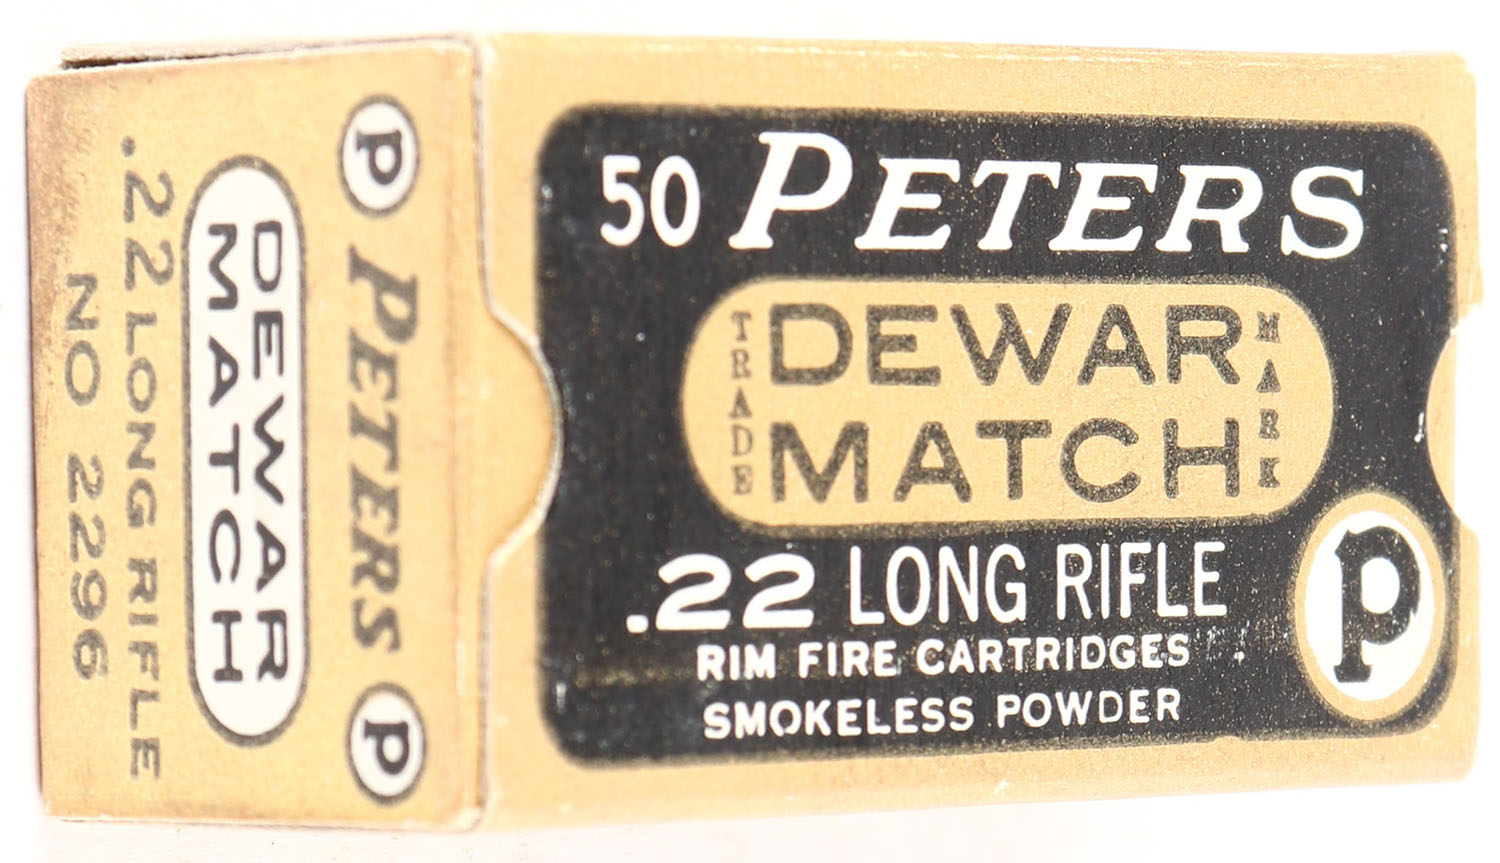 50 PETERS
TRADE DEWAR MARK
MATCH
.22 LONG RIFLE
RIM FIRE CARTRIDGES
SMOKELESS POWDER
P
P PETERS P
DEWAR
MATCH
.22 LONG RIFLE
NO 2296